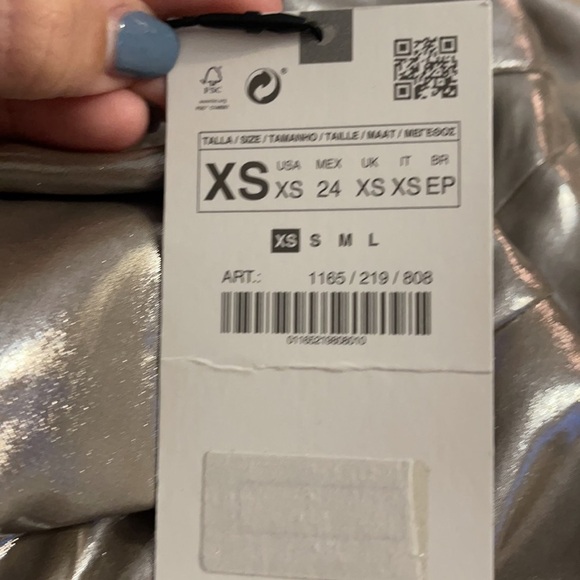 FSC
TALLA / SIZE / TAMANHO / TAILLE / MAAT / ΜΕΓΕΘΟΣ
XS
USA MEX UK IT BR
XS 24 XS XS EP
XS S M L
ART.: 1165 / 219 / 808
01165219808010